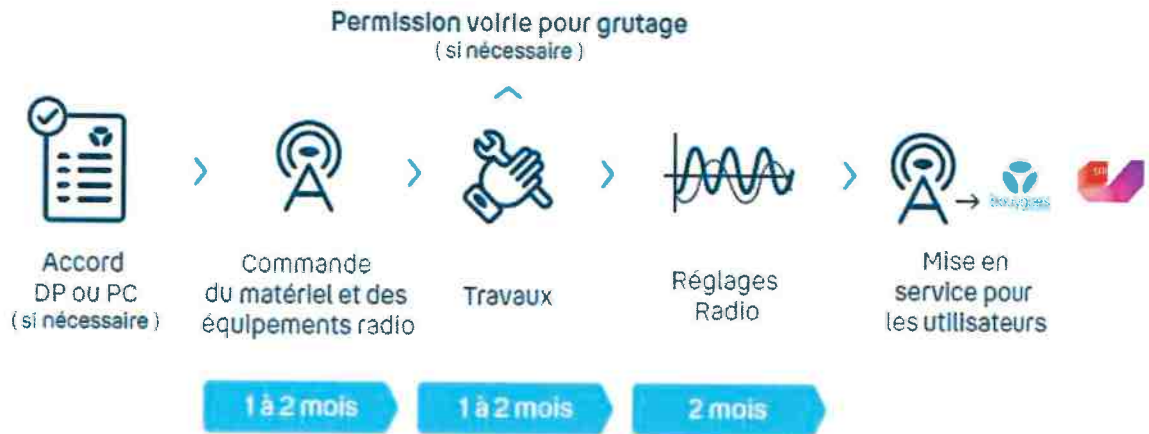 Permission voirie pour grutage
( si nécessaire )
Accord
DP ou PC
( si nécessaire )
Commande
du matériel et des
équipements radio
Travaux
Réglages
Radio
Mise en
service pour
les utilisateurs
bouygues
1 à 2 mois
1 à 2 mois
2 mois